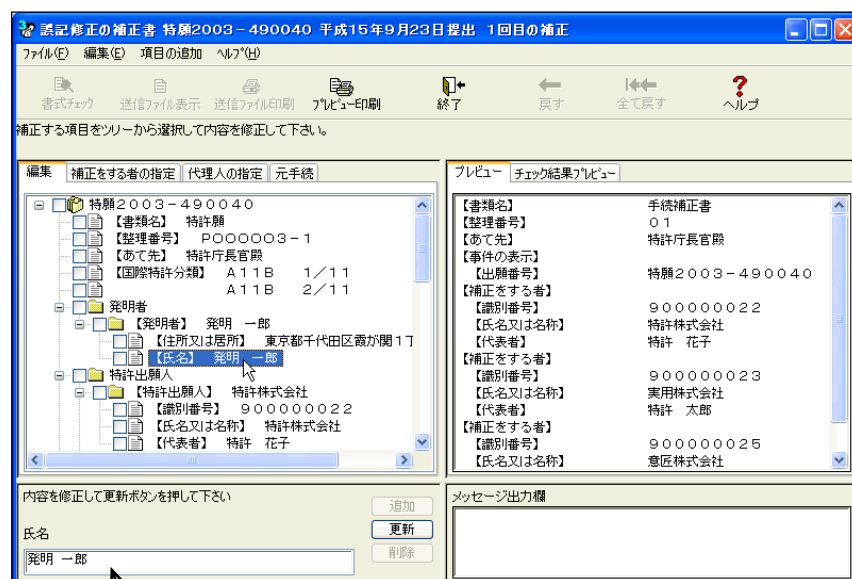 誤記修正の補正書 特願2003－490040 平成15年9月23日提出 1回目の補正
ファイル(F) 編集(E) 項目の追加 ヘルプ(H)
書式チェック 送信ファイル表示 送信ファイル印刷 プレビュー印刷 終了 戻す 全て戻す ヘルプ
補正する項目をツリーから選択して内容を修正して下さい。
編集 補正をする者の指定 代理人の指定 元手続
特願２００３－４９００４０
【書類名】 特許願
【整理番号】 Ｐ０００００３－１
【あて先】 特許庁長官殿
【国際特許分類】 Ａ１１Ｂ １／１１
Ａ１１Ｂ ２／１１
発明者
【発明者】 発明 一郎
【住所又は居所】 東京都千代田区霞が関１丁
【氏名】 発明 一郎
特許出願人
【特許出願人】 特許株式会社
【識別番号】 ９０００００２２
【氏名又は名称】 特許株式会社
【代表者】 特許 花子
プレビュー チェック結果プレビュー
【書類名】 手続補正書
【整理番号】 ０１
【あて先】 特許庁長官殿
【事件の表示】
【出願番号】 特願２００３－４９００４０
【補正をする者】
【識別番号】 ９００００００２２
【氏名又は名称】 特許株式会社
【代表者】 特許 花子
【補正をする者】
【識別番号】 ９００００００２３
【氏名又は名称】 実用株式会社
【代表者】 特許 太郎
【補正をする者】
【識別番号】 ９００００００２５
【氏名又は名称】 意匠株式会社
内容を修正して更新ボタンを押して下さい
追加
氏名
更新
発明 一郎
削除
メッセージ出力欄